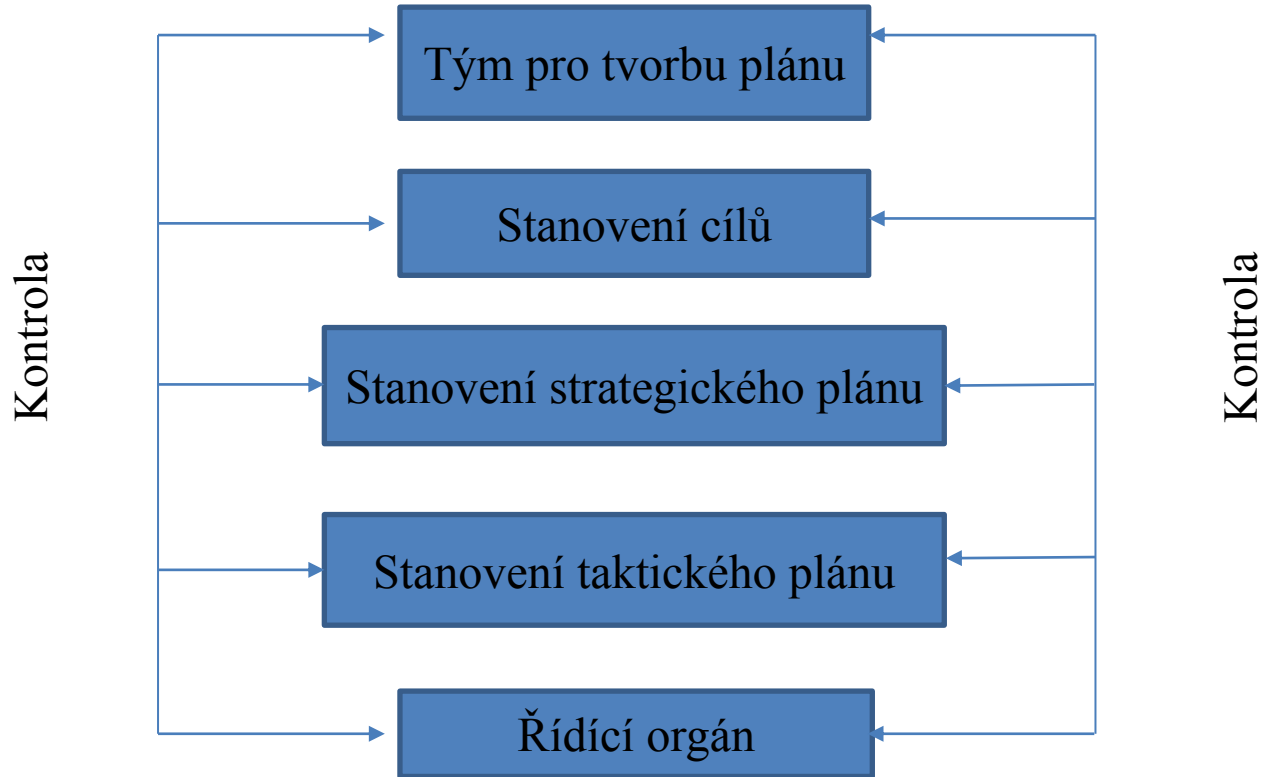 Tým pro tvorbu plánu
Stanovení cílů
Kontrola
Kontrola
Stanovení strategického plánu
Stanovení taktického plánu
Řídící orgán